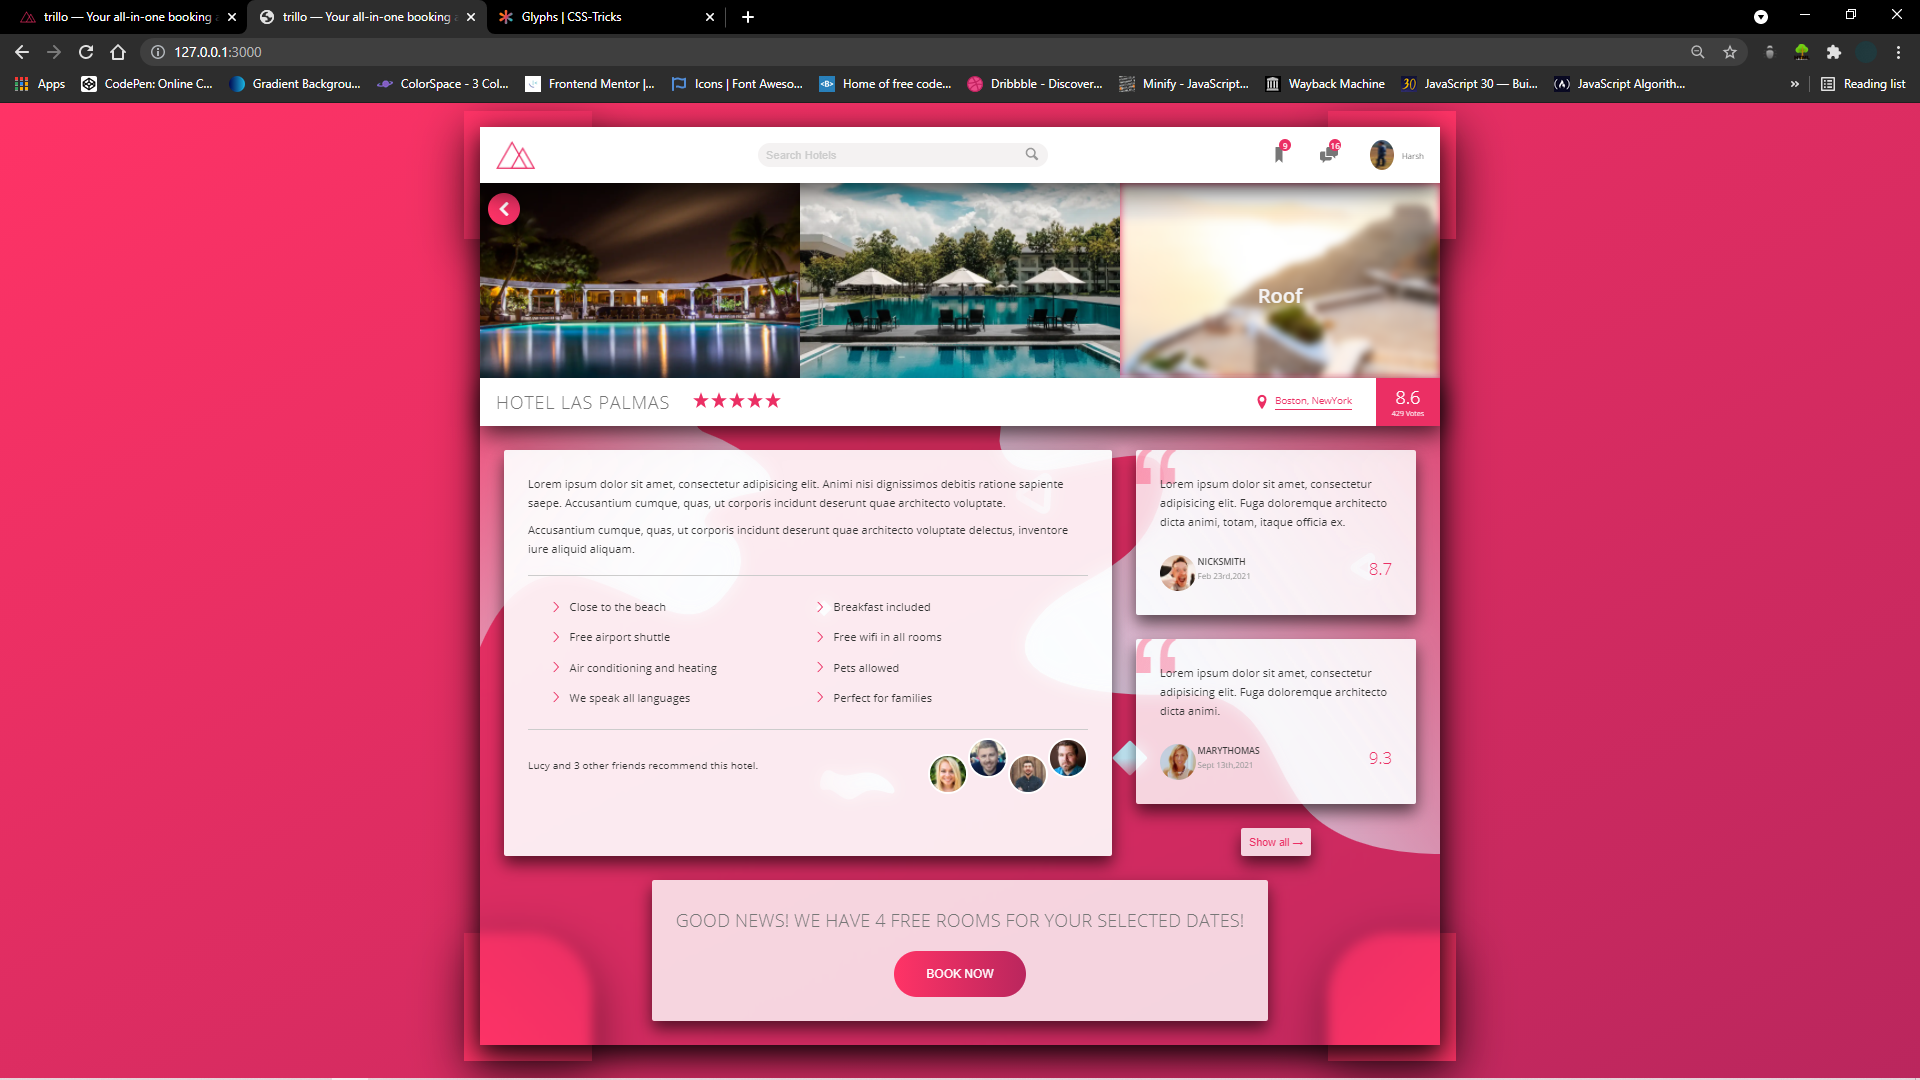 trillo — Your all-in-one booking
trillo — Your all-in-one booking
Glyphs | CSS-Tricks
127.0.0.1:3000
Apps
CodePen: Online C...
Gradient Backgrou...
ColorSpace - 3 Col...
Frontend Mentor |...
Icons | Font Aweso...
Home of free code...
Dribbble - Discover...
Minify - JavaScript...
Wayback Machine
30 JavaScript 30 — Bui...
JavaScript Algorith...
»
Reading list
Search Hotels
9
16
Harsh
Roof
HOTEL LAS PALMAS
Boston, NewYork
8.6
429 Votes
Lorem ipsum dolor sit amet, consectetur adipisicing elit. Animi nisi dignissimos debitis ratione sapiente
saepe. Accusantium cumque, quas, ut corporis incidunt deserunt quae architecto voluptate.
Accusantium cumque, quas, ut corporis incidunt deserunt quae architecto voluptate delectus, inventore
iure aliquid aliquam.
Close to the beach
Breakfast included
Free airport shuttle
Free wifi in all rooms
Air conditioning and heating
Pets allowed
We speak all languages
Perfect for families
Lucy and 3 other friends recommend this hotel.
“
Lorem ipsum dolor sit amet, consectetur
adipisicing elit. Fuga doloremque architecto
dicta animi, totam, itaque officia ex.
NICKSMITH
Feb 23rd,2021
8.7
“
Lorem ipsum dolor sit amet, consectetur
adipisicing elit. Fuga doloremque architecto
dicta animi.
MARYTHOMAS
Sept 13th,2021
9.3
Show all →
GOOD NEWS! WE HAVE 4 FREE ROOMS FOR YOUR SELECTED DATES!
BOOK NOW